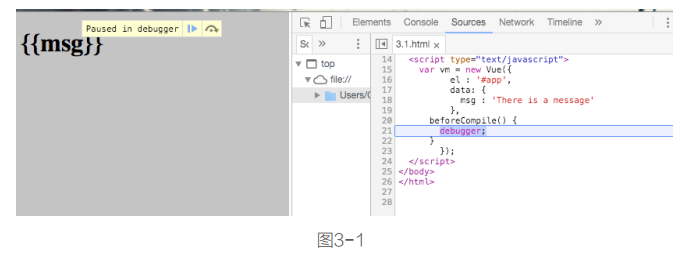 Paused in debugger
{{msg}}
Elements Console Sources Network Timeline »
Sc » 3.1.html ×
top
file://
Users/
14 <script type="text/javascript">
15 var vm = new Vue({
16 el : '#app',
17 data: {
18 msg : 'There is a message'
19 },
20 beforeCompile() {
21 debugger;
22 }
23 });
24 </script>
25 </body>
26 </html>
27
28
图3-1